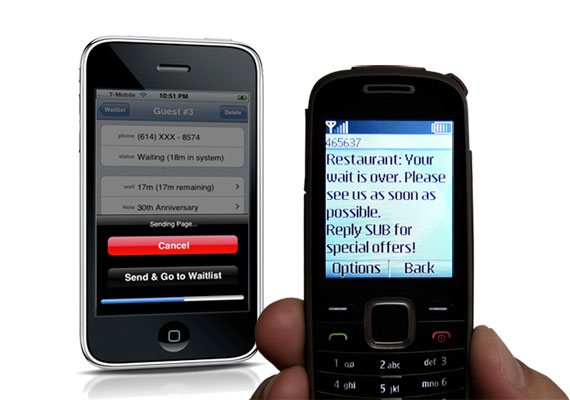 T-Mobile 10:51 PM
Waitlist Guest #3 Delete
phone (614) XXX - 8574
status Waiting (18m in system)
wait 17m (17m remaining)
Note 30th Anniversary
Sending Page...
Cancel
Send & Go to Waitlist
465637
Restaurant: Your
wait is over. Please
see us as soon as
possible.
Reply SUB for
special offers!
Options Back
1 2 abc def 3
4 ghi 5 jkl mno 6